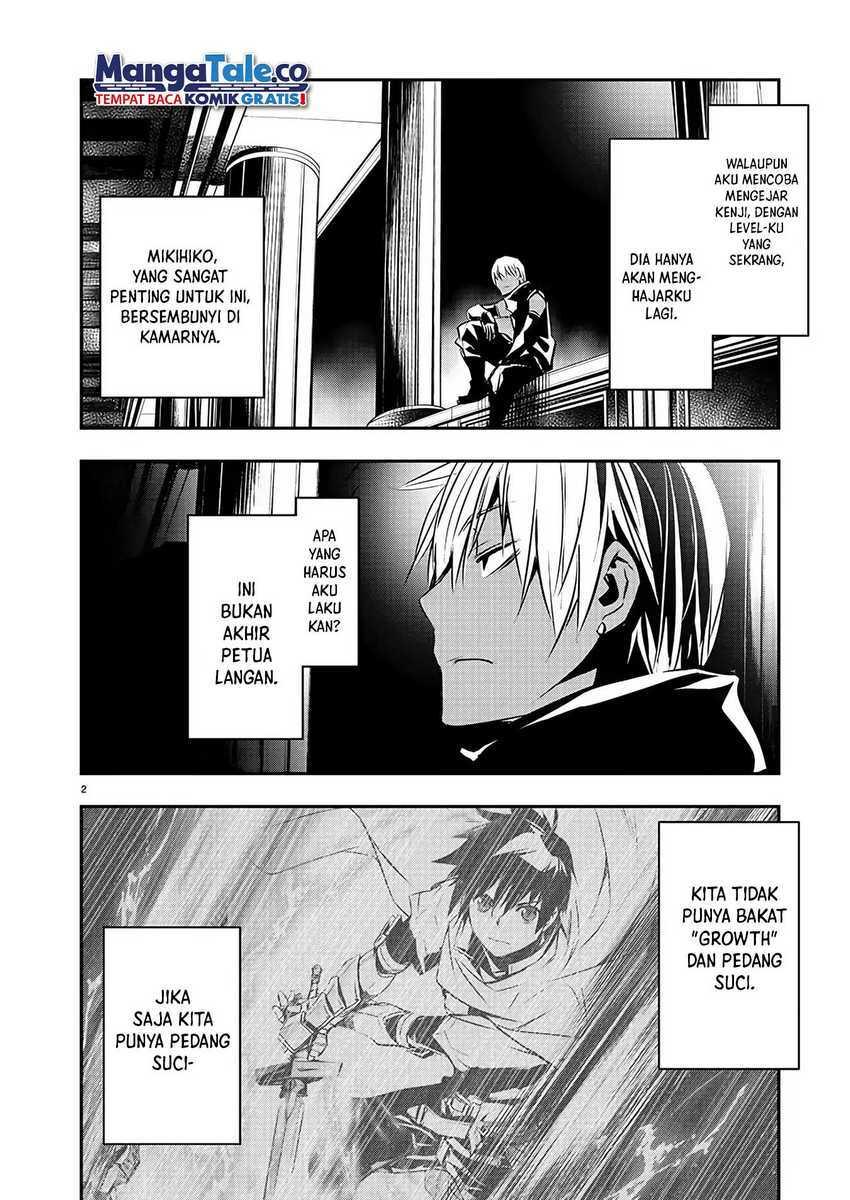 MangaTale.co
TEMPAT BACA KOMIK GRATIS!
WALAUPUN
AKU MENCOBA
MENGEJAR
KENJI, DENGAN
LEVEL-KU
YANG
SEKRANG,
DIA HANYA
AKAN MENG-
HAJARKU
LAGI.
MIKIHIKO,
YANG SANGAT
PENTING UNTUK INI,
BERSEMBUNYI DI
KAMARNYA.
APA
YANG
HARUS
AKU
LAKU
KAN?
INI
BUKAN
AKHIR
PETUA
LANGAN.
2
KITA TIDAK
PUNYA BAKAT
"GROWTH"
DAN PEDANG
SUCI.
JIKA
SAJA KITA
PUNYA PEDANG
SUCI-